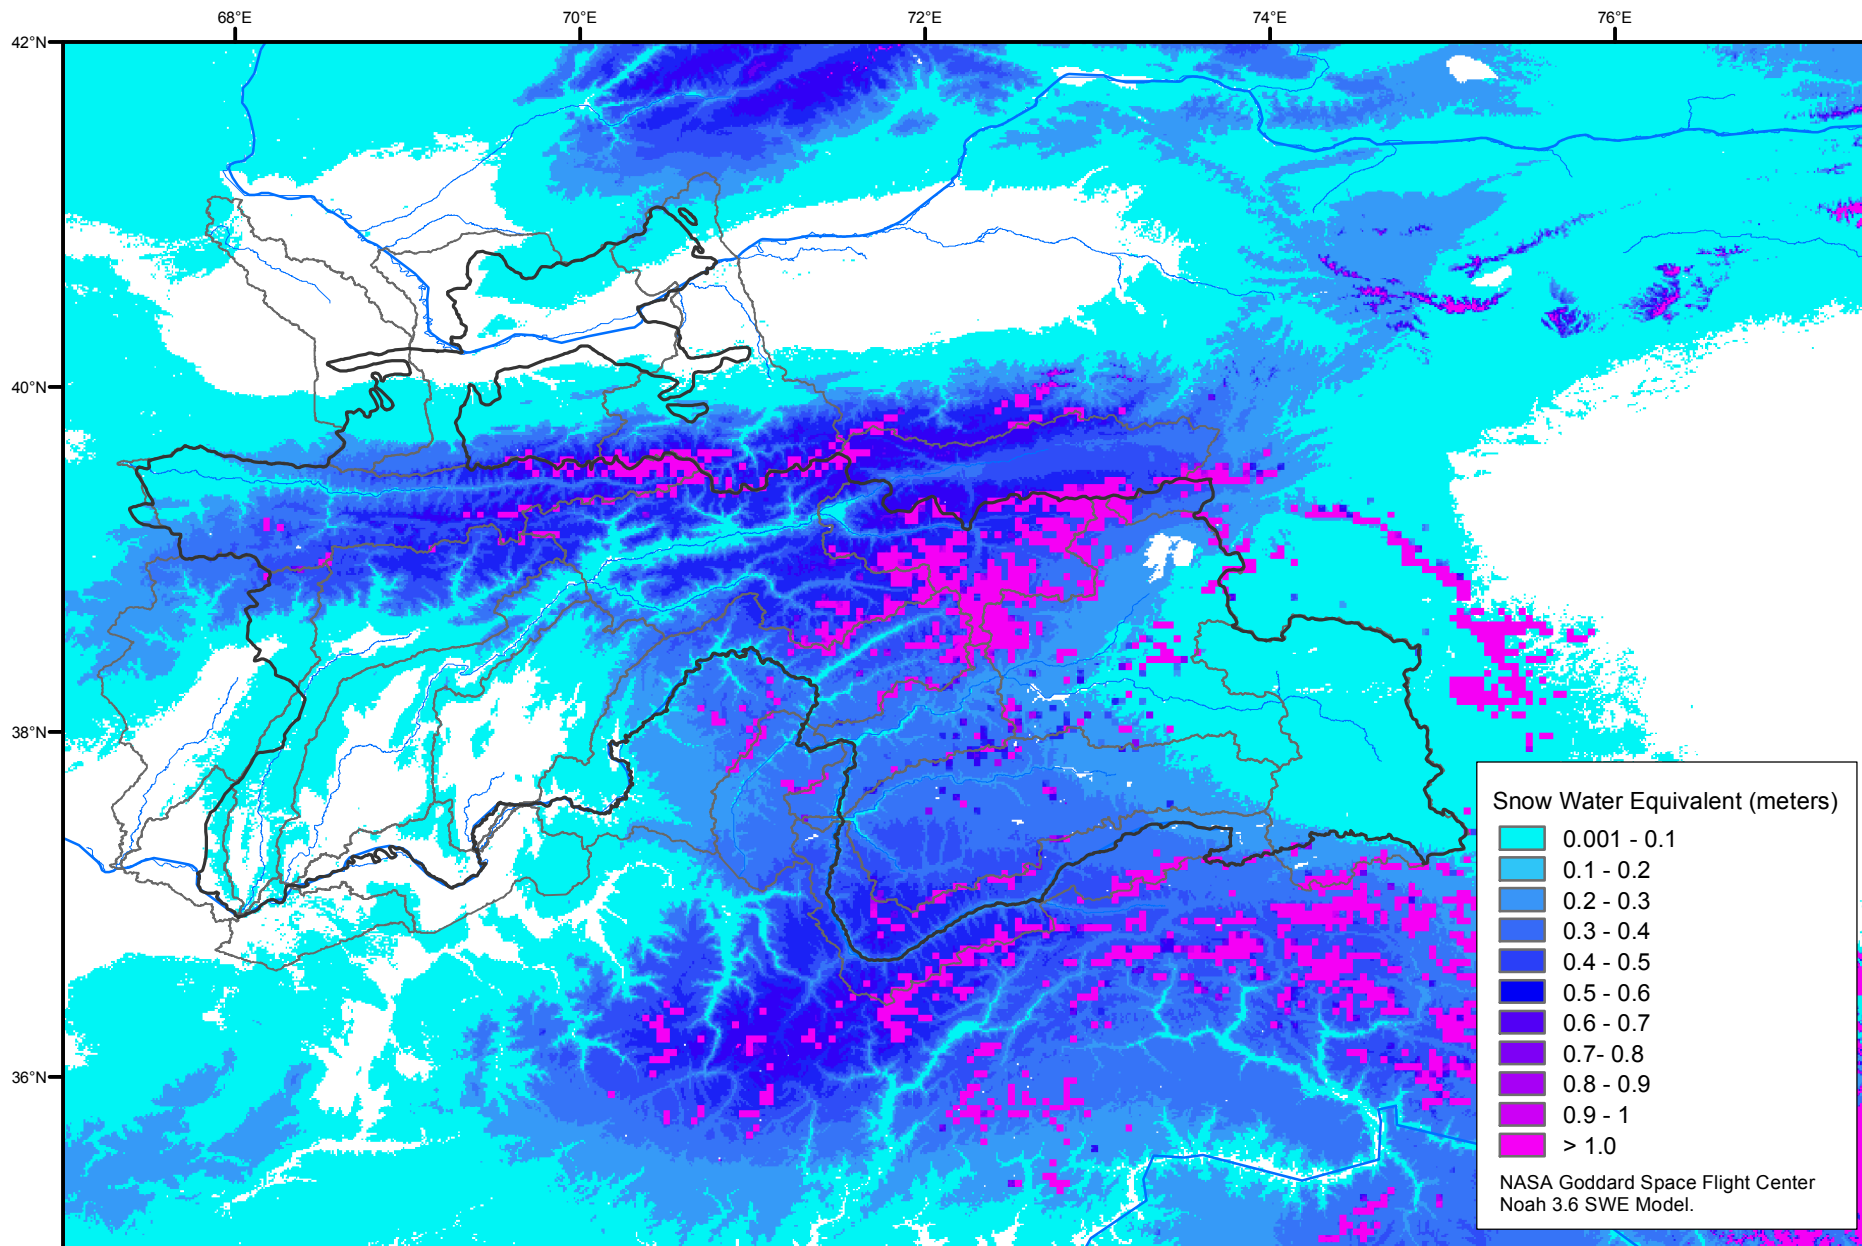 68°E 70°E 72°E 74°E 76°E
42°N
40°N
38°N
36°N
Snow Water Equivalent (meters)
0.001 - 0.1
0.1 - 0.2
0.2 - 0.3
0.3 - 0.4
0.4 - 0.5
0.5 - 0.6
0.6 - 0.7
0.7- 0.8
0.8 - 0.9
0.9 - 1
> 1.0
NASA Goddard Space Flight Center
Noah 3.6 SWE Model.